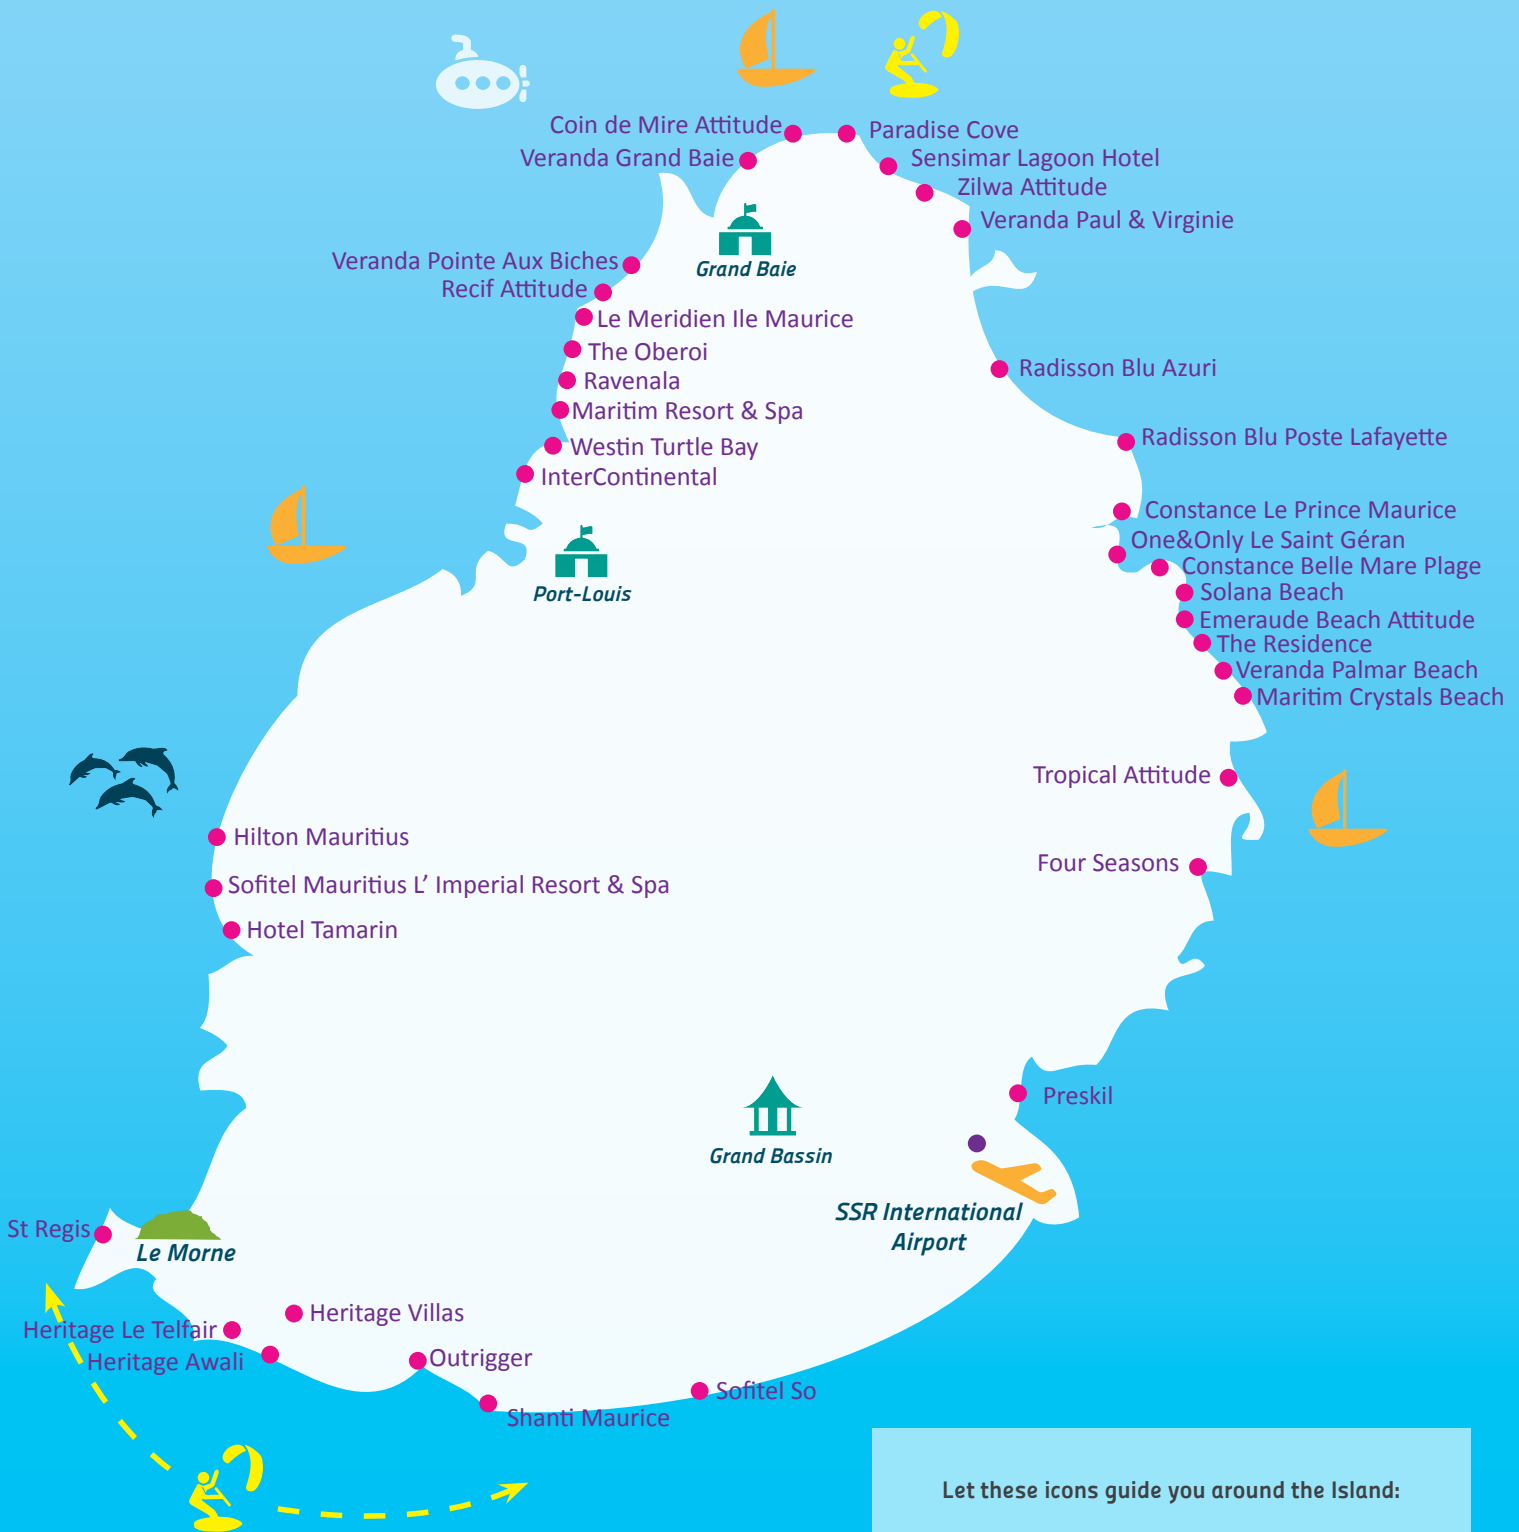 Coin de Mire Attitude
Paradise Cove
Veranda Grand Baie
Sensimar Lagoon Hotel
Zilwa Attitude
Veranda Paul & Virginie
Veranda Pointe Aux Biches
Grand Baie
Recif Attitude
Le Meridien Ile Maurice
The Oberoi
Radisson Blu Azuri
Ravenala
Maritim Resort & Spa
Radisson Blu Poste Lafayette
Westin Turtle Bay
InterContinental
Constance Le Prince Maurice
One&Only Le Saint Géran
Constance Belle Mare Plage
Port-Louis
Solana Beach
Emeraude Beach Attitude
The Residence
Veranda Palmar Beach
Maritim Crystals Beach
Tropical Attitude
Hilton Mauritius
Four Seasons
Sofitel Mauritius L’ Imperial Resort & Spa
Hotel Tamarin
Preskil
Grand Bassin
SSR International
Airport
St Regis
Le Morne
Heritage Villas
Heritage Le Telfair
Heritage Awali
Outrigger
Sofitel So
Shanti Maurice
Let these icons guide you around the Island: